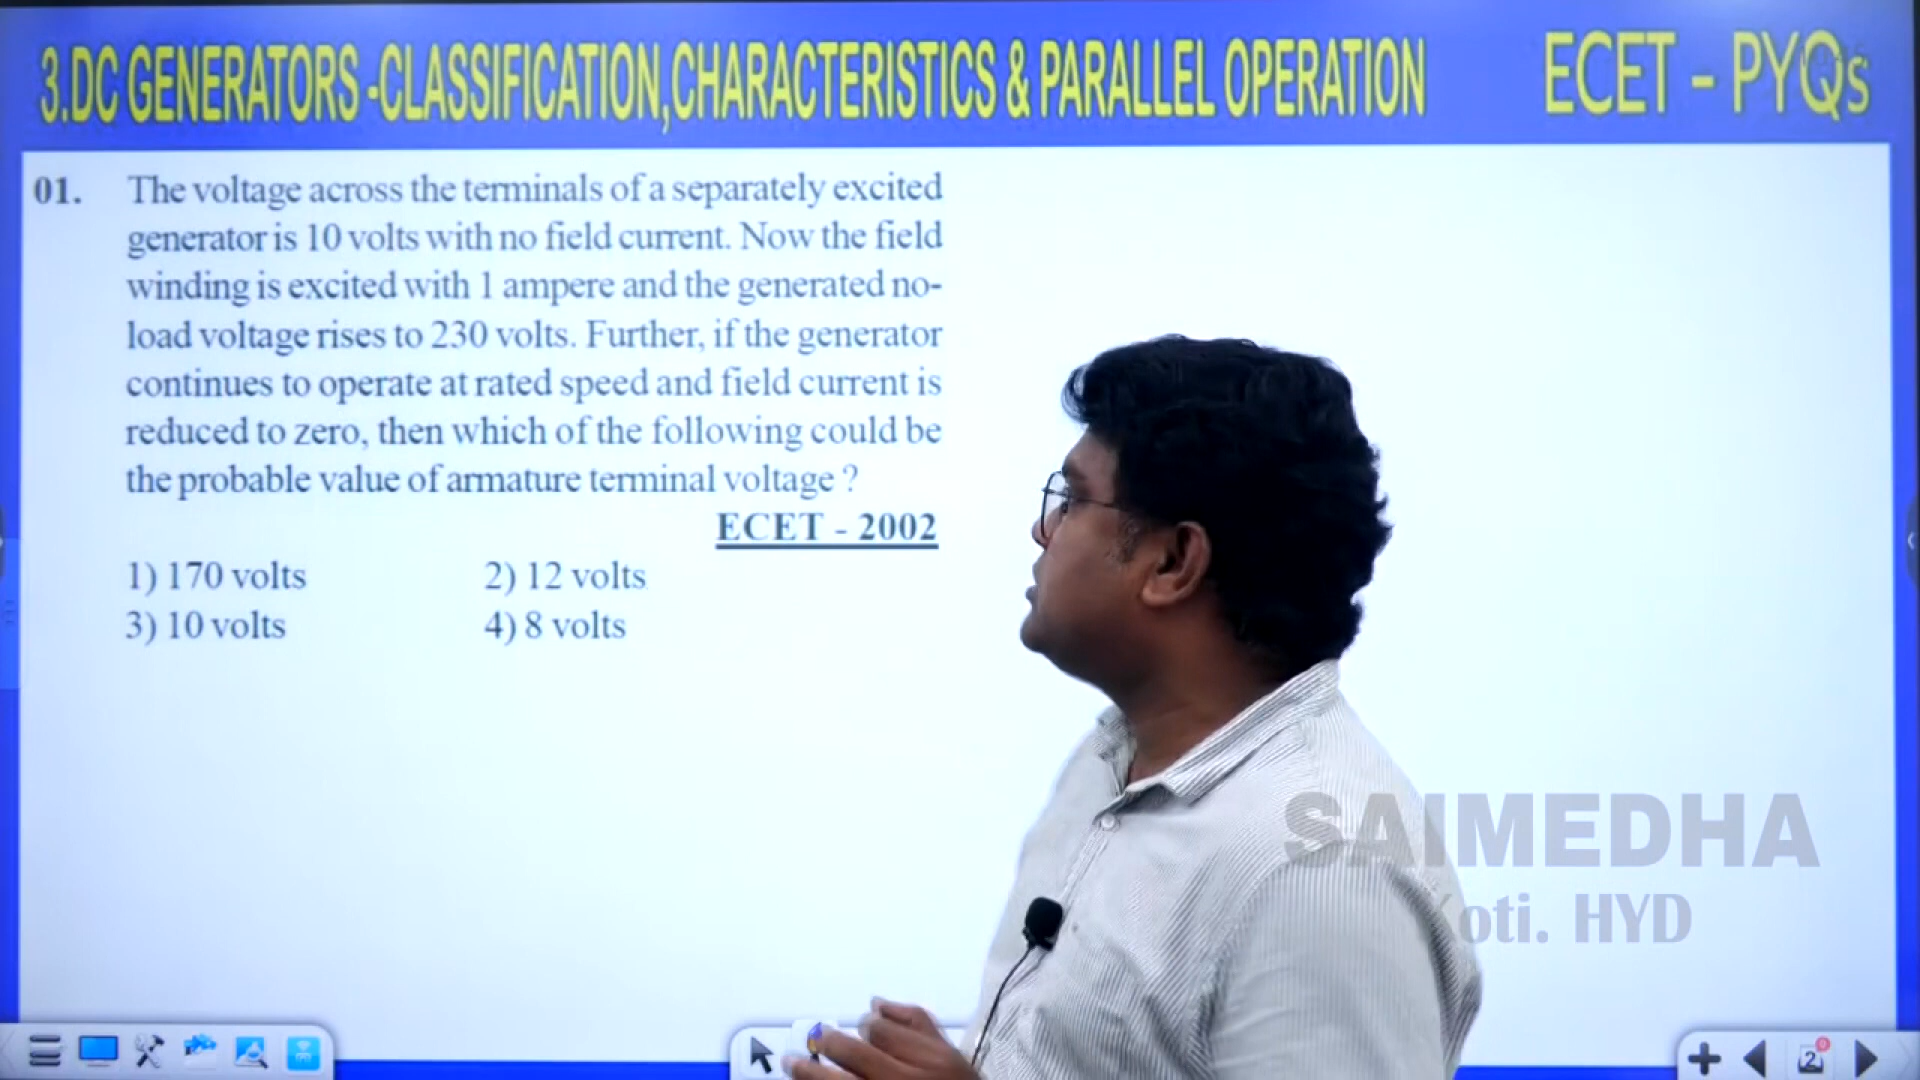 3.DC GENERATORS -CLASSIFICATION,CHARACTERISTICS & PARALLEL OPERATION
ECET - PYQs
01. The voltage across the terminals of a separately excited
generator is 10 volts with no field current. Now the field
winding is excited with 1 ampere and the generated no-
load voltage rises to 230 volts. Further, if the generator
continues to operate at rated speed and field current is
reduced to zero, then which of the following could be
the probable value of armature terminal voltage ?
ECET - 2002
1) 170 volts 2) 12 volts
3) 10 volts 4) 8 volts
SAIMEDHA
Koti. HYD
2